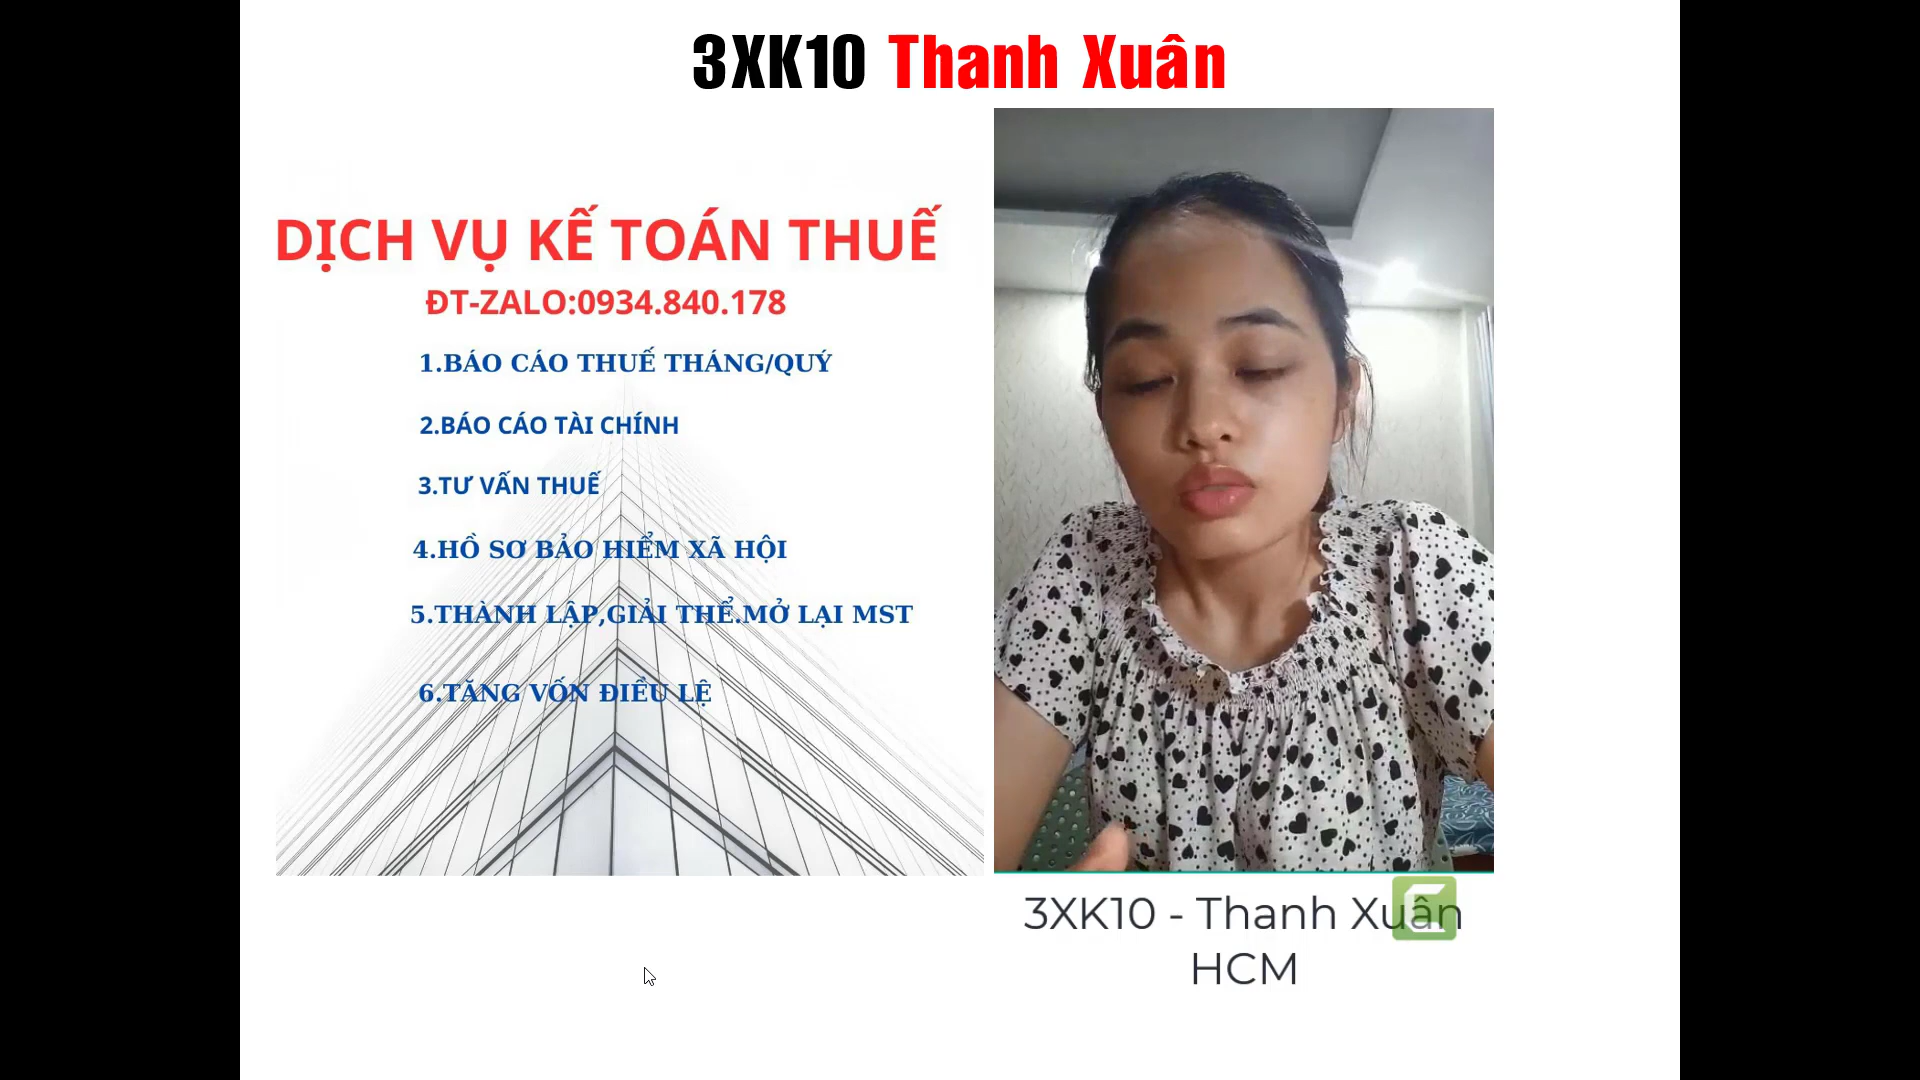 3XK10 Thanh Xuân
DỊCH VỤ KẾ TOÁN THUẾ
ĐT-ZALO:0934.840.178
1.BÁO CÁO THUẾ THÁNG/QUÝ
2.BÁO CÁO TÀI CHÍNH
3.TƯ VẤN THUẾ
4.HỒ SƠ BẢO HIỂM XÃ HỘI
5.THÀNH LẬP,GIẢI THỂ.MỞ LẠI MST
6.TĂNG VỐN ĐIỀU LỆ
3XK10 - Thanh Xuân
HCM